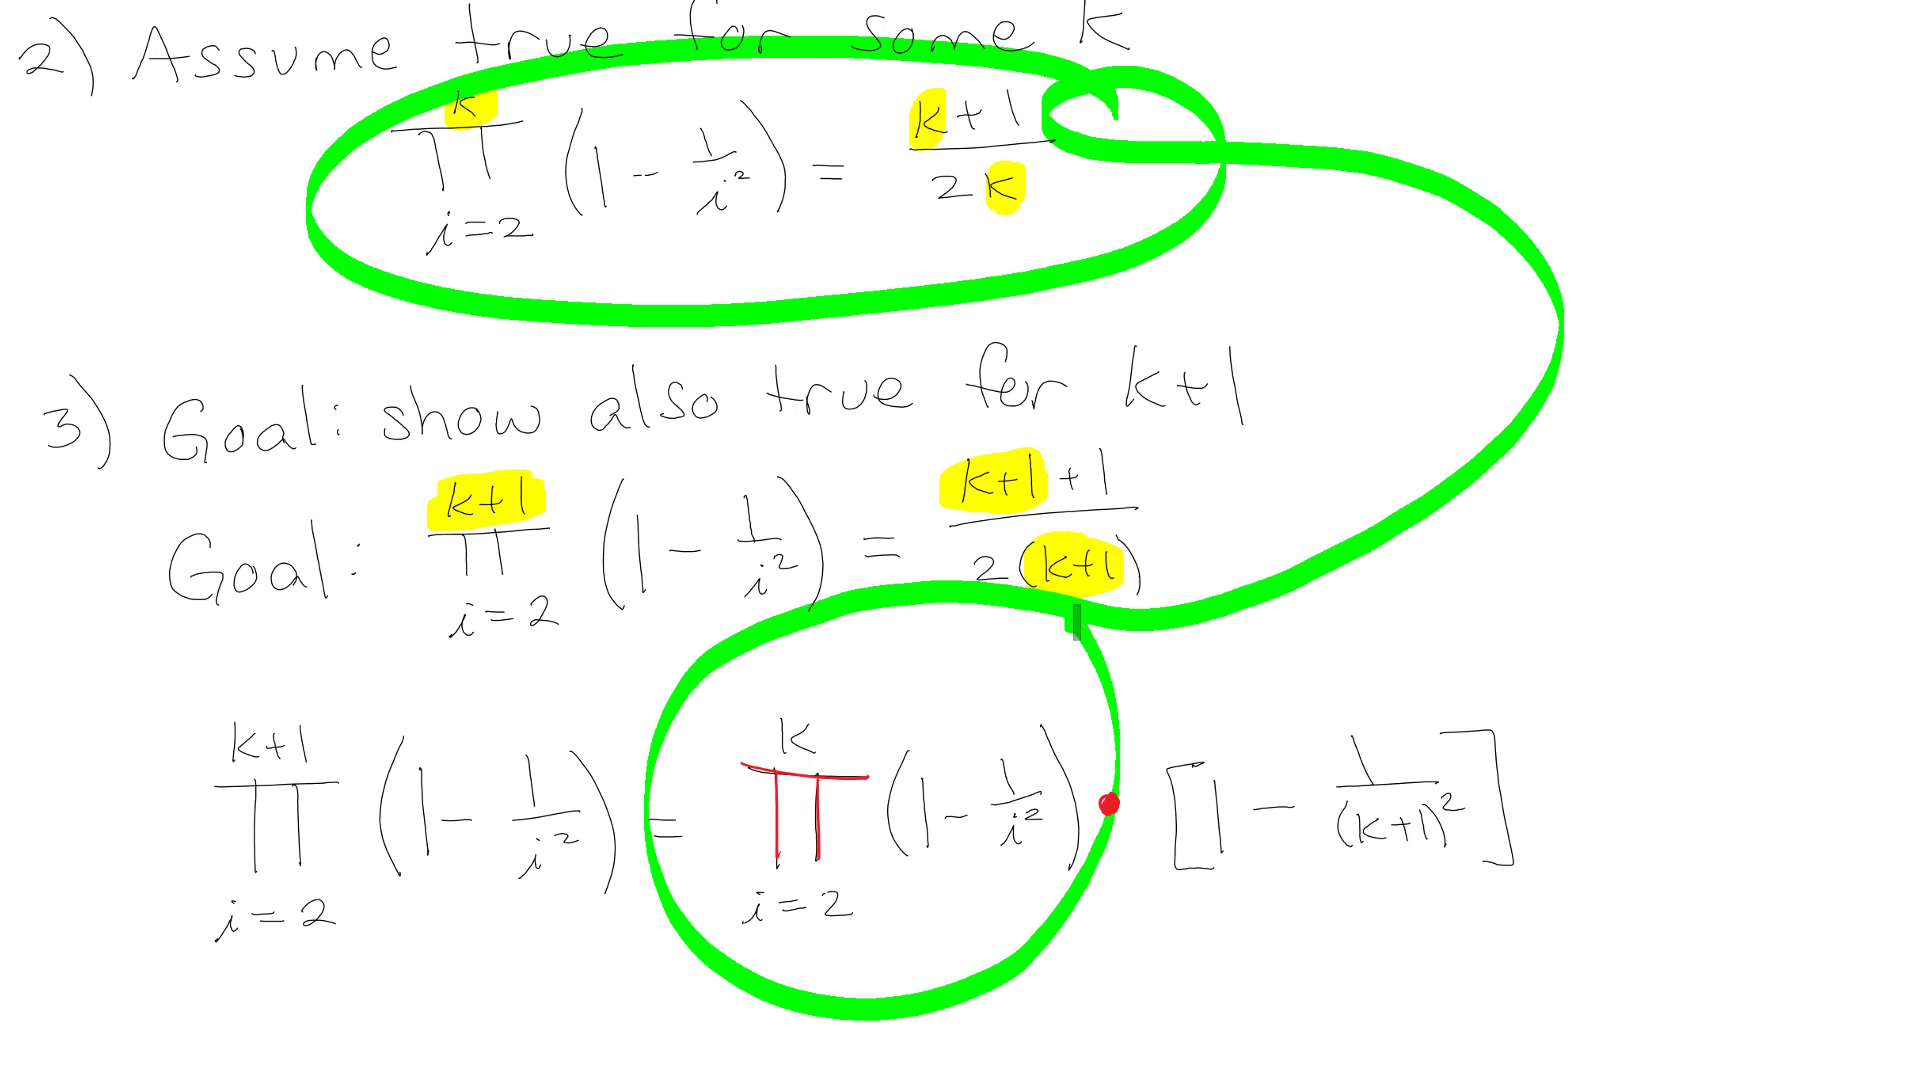 2) Assume true for some k
∏_{i=2}^{k} (1 - 1/i²) = (k+1)/(2k)
3) Goal: show also true for k+1
Goal: ∏_{i=2}^{k+1} (1 - 1/i²) = (k+1+1)/(2(k+1))
∏_{i=2}^{k+1} (1 - 1/i²) = ∏_{i=2}^{k} (1 - 1/i²) · [1 - 1/(k+1)²]